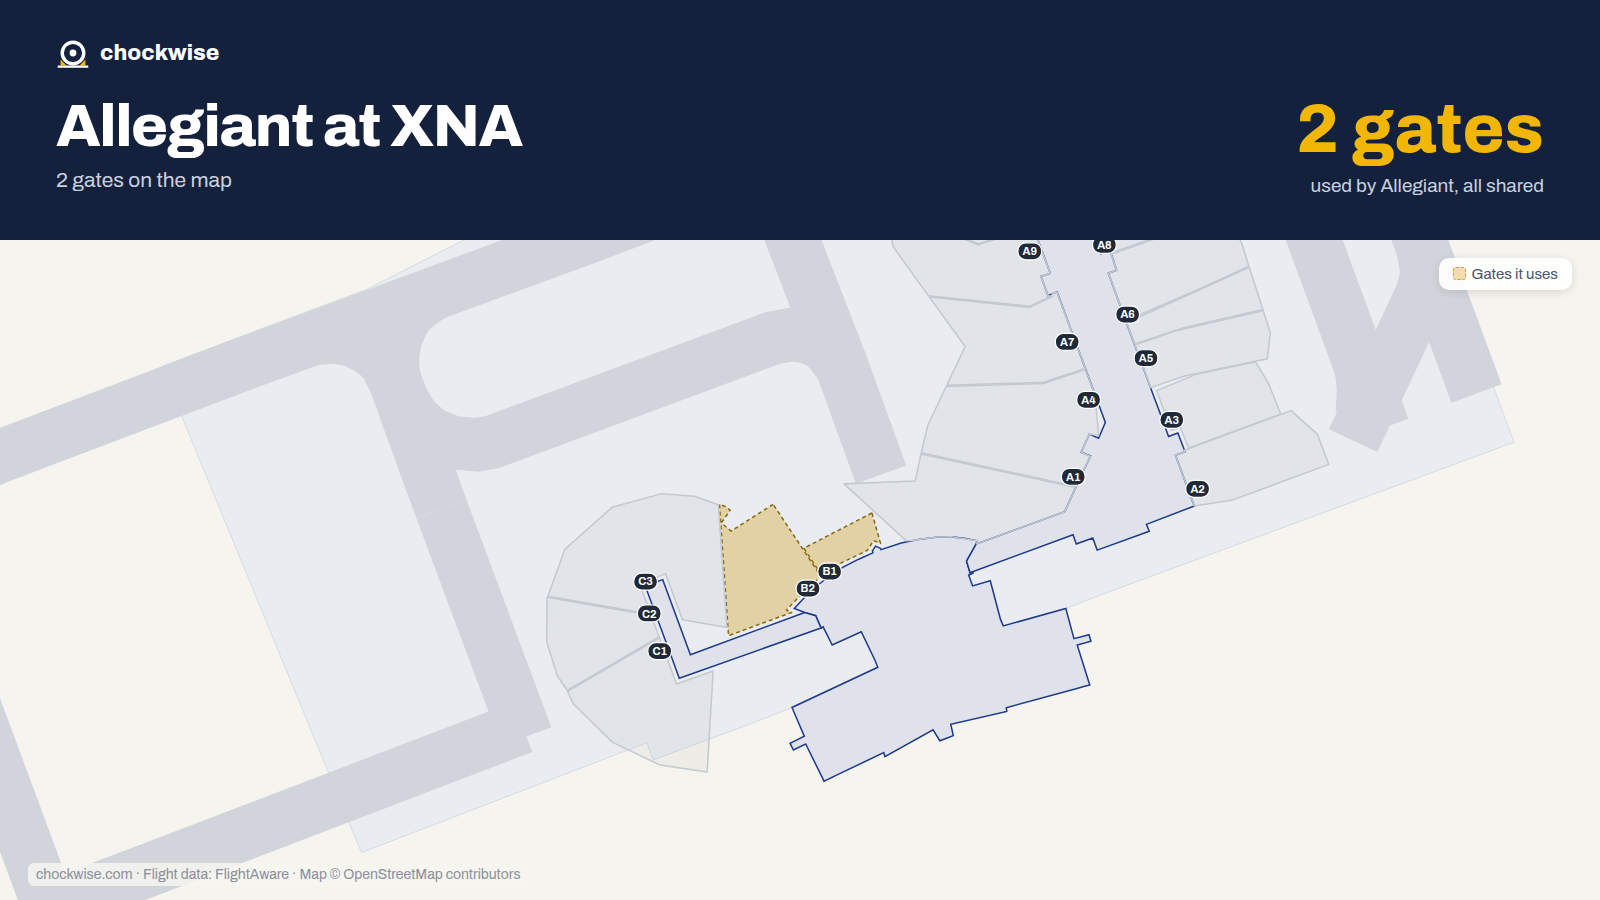 chockwise
Allegiant at XNA
2 gates on the map
2 gates
used by Allegiant, all shared
Gates it uses
A9
A8
A6
A7
A5
A4
A3
A1
A2
B1
B2
C3
C2
C1
chockwise.com · Flight data: FlightAware · Map © OpenStreetMap contributors